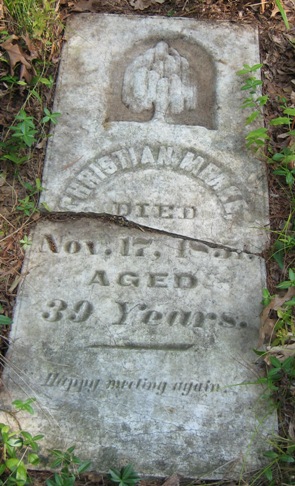 CHRISTIAN
DIED
Nov. 17,
AGED
39 Years.
Happy meeting again.